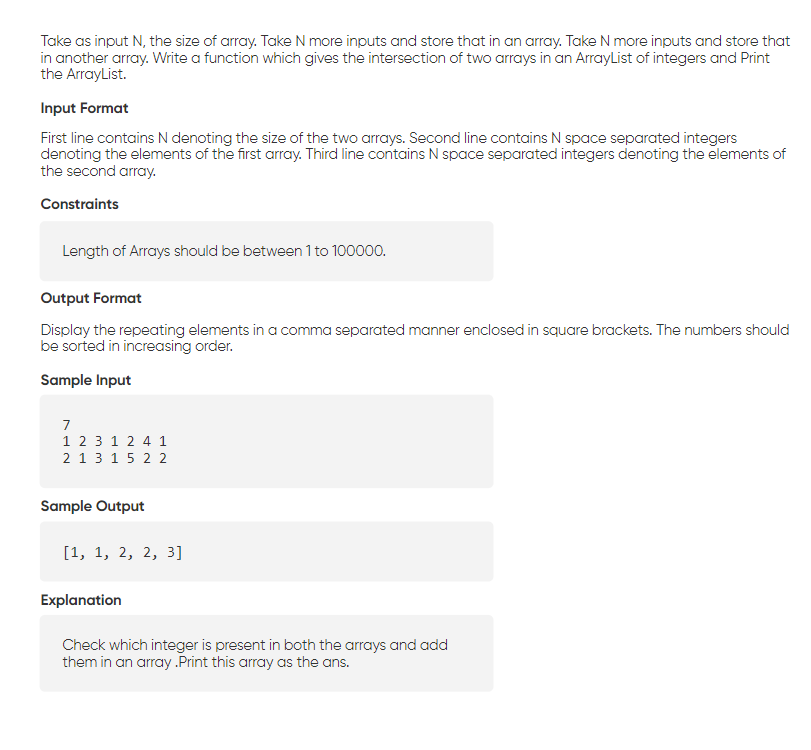 Take as input N, the size of array. Take N more inputs and store that in an array. Take N more inputs and store that
in another array. Write a function which gives the intersection of two arrays in an ArrayList of integers and Print
the ArrayList.
Input Format
First line contains N denoting the size of the two arrays. Second line contains N space separated integers
denoting the elements of the first array. Third line contains N space separated integers denoting the elements of
the second array.
Constraints
Length of Arrays should be between 1 to 100000.
Output Format
Display the repeating elements in a comma separated manner enclosed in square brackets. The numbers should
be sorted in increasing order.
Sample Input
7
1 2 3 1 2 4 1
2 1 3 1 5 2 2
Sample Output
[1, 1, 2, 2, 3]
Explanation
Check which integer is present in both the arrays and add
them in an array .Print this array as the ans.